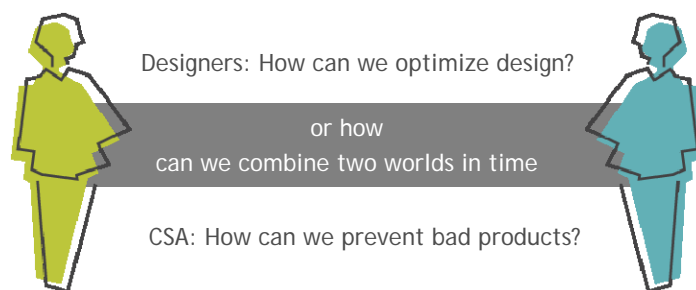 Designers: How can we optimize design?
or how
can we combine two worlds in time
CSA: How can we prevent bad products?